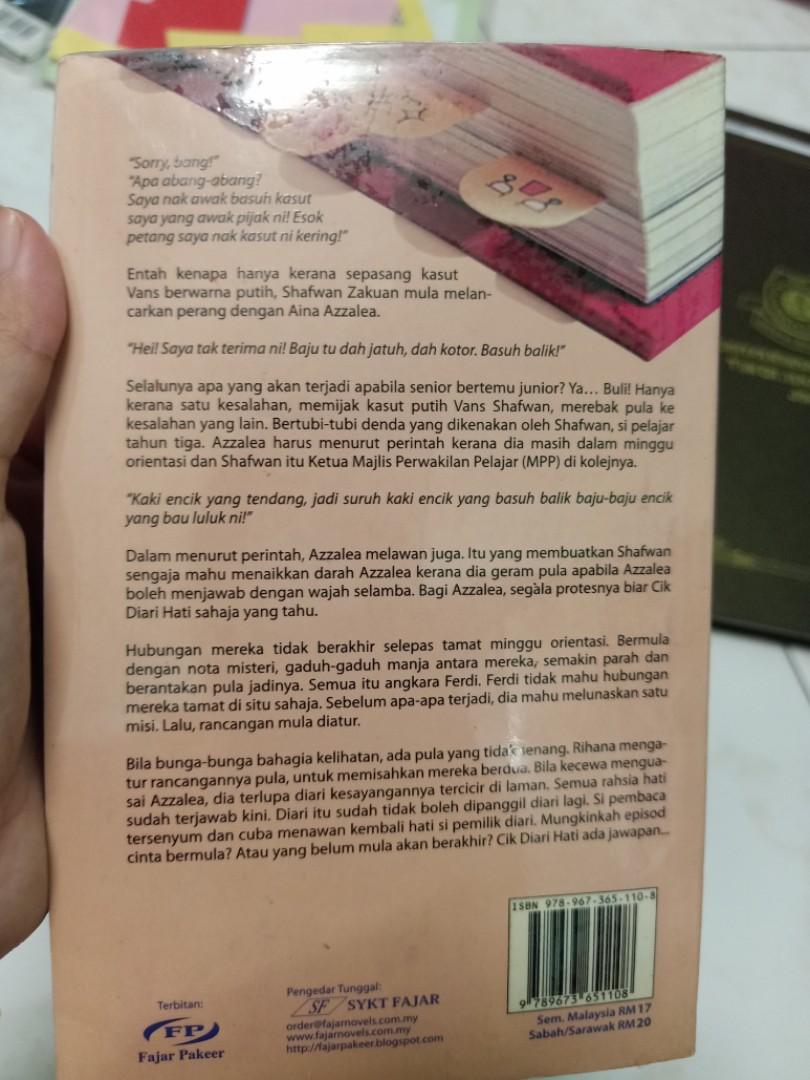 "Sorry, bang!"
"Apa abang-abang?
Saya nak awak basuh kasut
saya yang awak pijak ni! Esok
petang saya nak kasut ni kering!"
Entah kenapa hanya kerana sepasang kasut
Vans berwarna putih, Shafwan Zakuan mula melan-
carkan perang dengan Aina Azzalea.
"Hei! Saya tak terima ni! Baju tu dah jatuh, dah kotor. Basuh balik!"
Selalunya apa yang akan terjadi apabila senior bertemu junior? Ya... Buli! Hanya
kerana satu kesalahan, memijak kasut putih Vans Shafwan, merebak pula ke
kesalahan yang lain. Bertubi-tubi denda yang dikenakan oleh Shafwan, si pelajar
tahun tiga. Azzalea harus menurut perintah kerana dia masih dalam minggu
orientasi dan Shafwan itu Ketua Majlis Perwakilan Pelajar (MPP) di kolejnya.
"Kaki encik yang tendang, jadi suruh kaki encik yang basuh balik baju-baju encik
yang bau luluk ni!"
Dalam menurut perintah, Azzalea melawan juga. Itu yang membuatkan Shafwan
sengaja mahu menaikkan darah Azzalea kerana dia geram pula apabila Azzalea
boleh menjawab dengan wajah selamba. Bagi Azzalea, segala protesnya biar Cik
Diari Hati sahaja yang tahu.
Hubungan mereka tidak berakhir selepas tamat minggu orientasi. Bermula
dengan nota misteri, gaduh-gaduh manja antara mereka, semakin parah dan
berantakan pula jadinya. Semua itu angkara Ferdi. Ferdi tidak mahu hubungan
mereka tamat di situ sahaja. Sebelum apa-apa terjadi, dia mahu melunaskan satu
misi. Lalu, rancangan mula diatur.
Bila bunga-bunga bahagia kelihatan, ada pula yang tidak senang. Rihana menga-
tur rancangannya pula, untuk memisahkan mereka berdua. Bila kecewa mengua-
sai Azzalea, dia terlupa diari kesayangannya tercicir di laman. Semua rahsia hati
sudah terjawab kini. Diari itu sudah tidak boleh dipanggil diari lagi. Si pembaca
tersenyum dan cuba menawan kembali hati si pemilik diari. Mungkinkah episod
cinta bermula? Atau yang belum mula akan berakhir? Cik Diari Hati ada jawapan...
ISBN 978-967-365-110-8
9 789673 651108
Sem. Malaysia RM17
Sabah/Sarawak RM20
Terbitan:
FP
Fajar Pakeer
Pengedar Tunggal:
SF SYKT FAJAR
order@fajarnovels.com.my
www.fajarnovels.com.my
http://fajarpakeer.blogspot.com